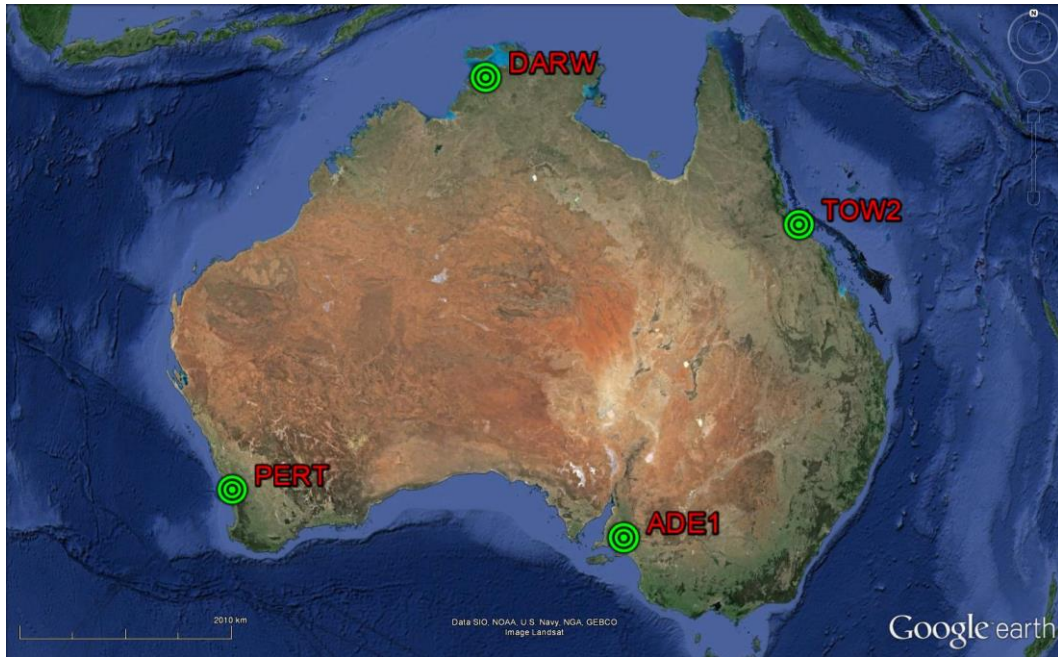 N
DARW
TOW2
PERT
ADE1
2010 km
Data SIO, NOAA, U.S. Navy, NGA, GEBCO
Image Landsat
Google earth